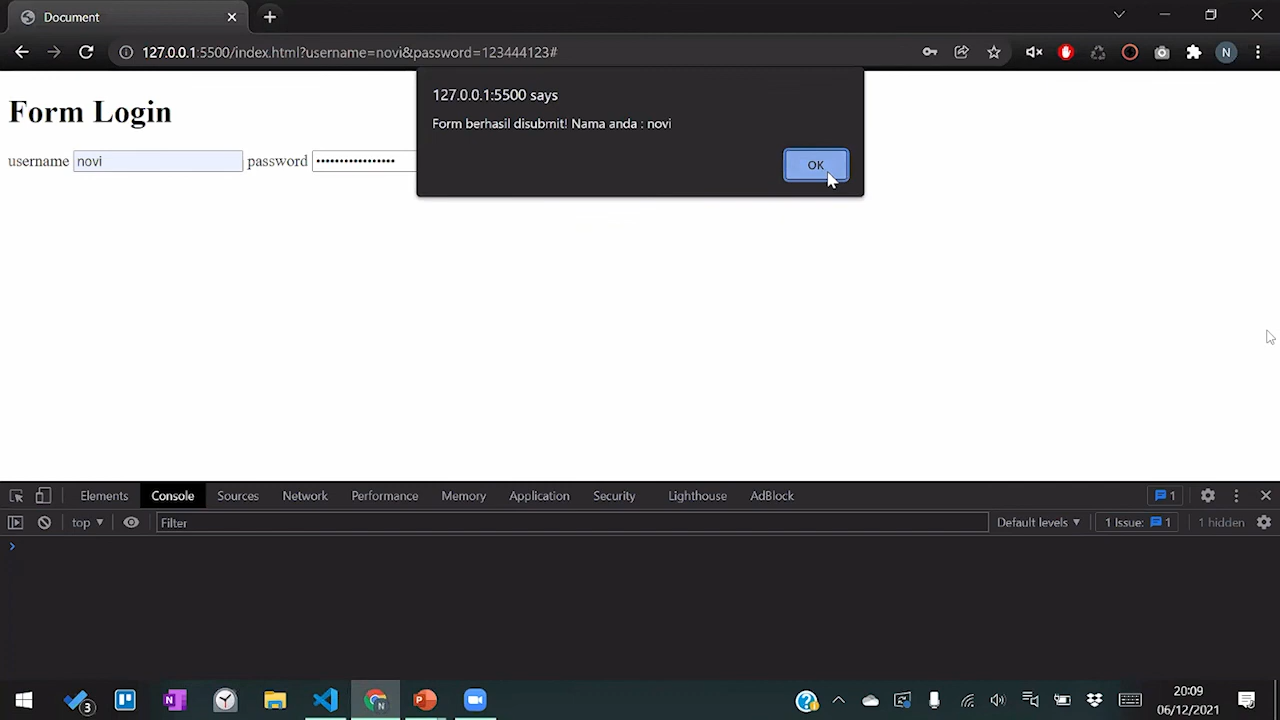 Document
127.0.0.1:5500/index.html?username=novi&password=123444123#
N
127.0.0.1:5500 says
Form berhasil disubmit! Nama anda : novi
OK
Form Login
username novi password •••••••••••••••••
Elements Console Sources Network Performance Memory Application Security Lighthouse AdBlock 1
top Filter Default levels 1 Issue: 1 1 hidden
3
N
N
P
20:09
06/12/2021